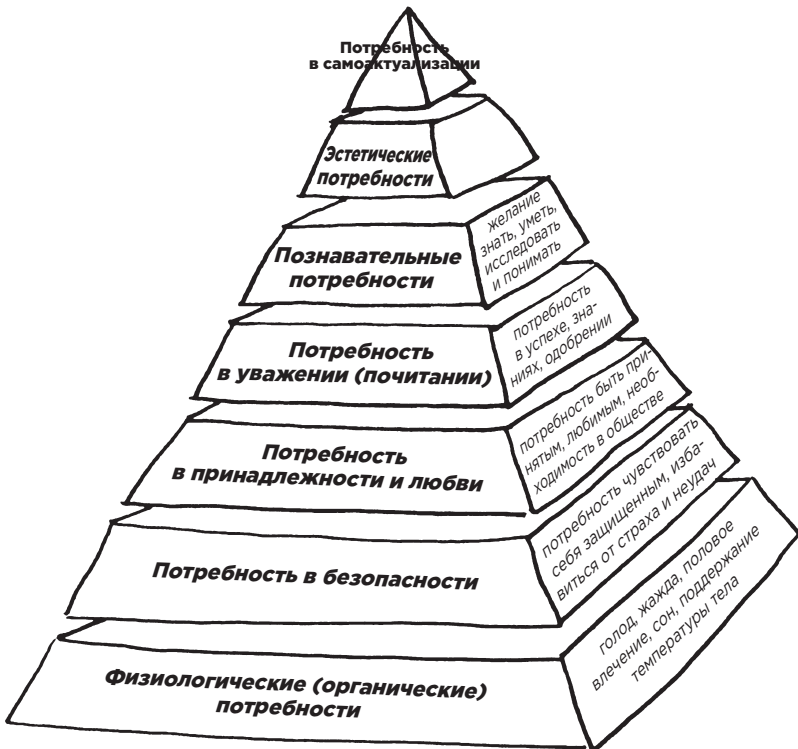 Потребность
в самоактуализации
Эстетические
потребности
Познавательные
потребности
желание
знать, уметь,
исследовать
и понимать
Потребность
в уважении (почитании)
потребность
в успехе, зна-
ниях, одобрении
Потребность
в принадлежности и любви
потребность быть при-
нятым, любимым, необ-
ходимость в обществе
Потребность в безопасности
потребность чувствовать
себя защищенным, изба-
виться от страха и неудач
Физиологические (органические)
потребности
голод, жажда, половое
влечение, сон, поддержание
температуры тела